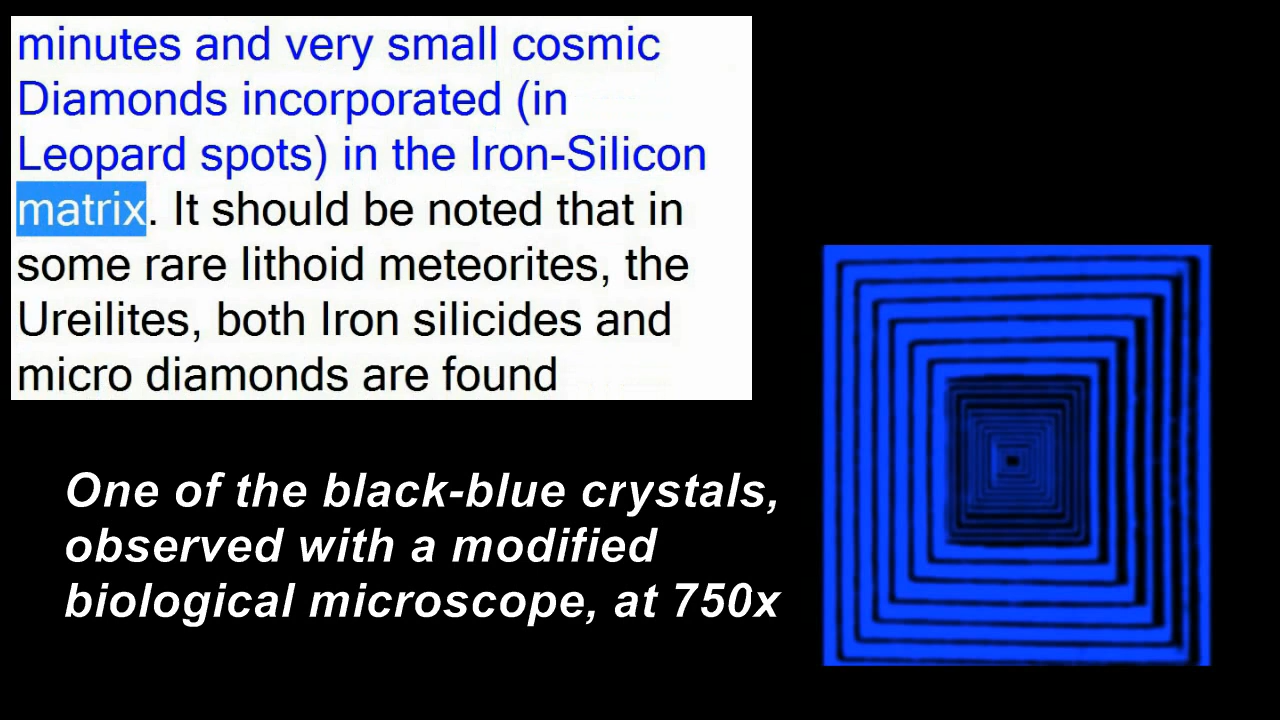 minutes and very small cosmic
Diamonds incorporated (in
Leopard spots) in the Iron-Silicon
matrix. It should be noted that in
some rare lithoid meteorites, the
Ureilites, both Iron silicides and
micro diamonds are found
One of the black-blue crystals,
observed with a modified
biological microscope, at 750x